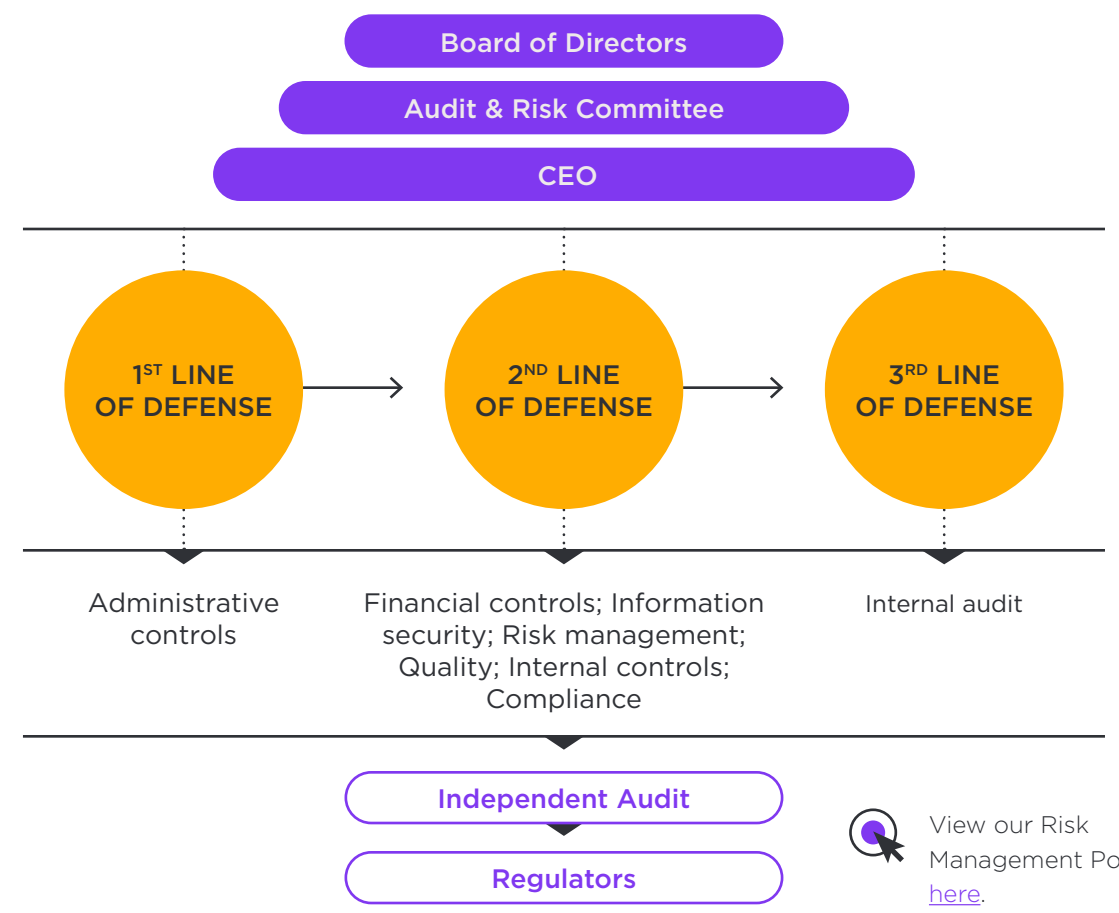 Board of Directors
Audit & Risk Committee
CEO
1ST LINE
OF DEFENSE
2ND LINE
OF DEFENSE
3RD LINE
OF DEFENSE
Administrative
controls
Financial controls; Information
security; Risk management;
Quality; Internal controls;
Compliance
Internal audit
Independent Audit
Regulators
View our Risk
Management Po
here.